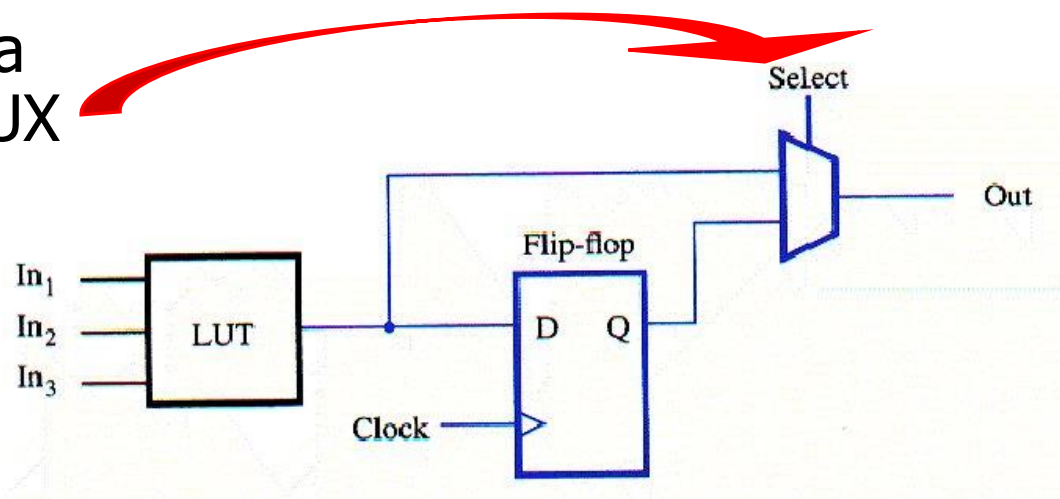 a
UX
Select
Out
Flip-flop
In1
In2
In3
LUT
D Q
Clock